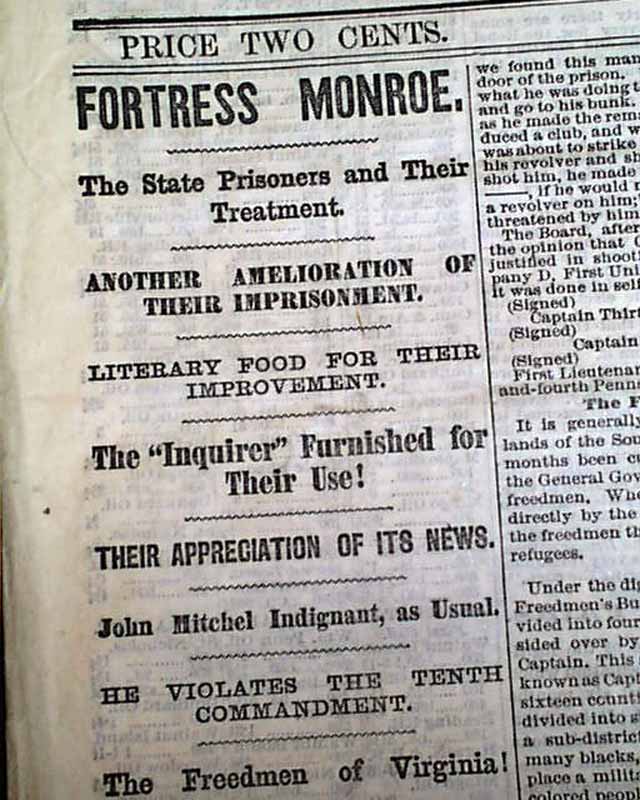 PRICE TWO CENTS.
FORTRESS MONROE.
The State Prisoners and Their
Treatment.
ANOTHER AMELIORATION OF
THEIR IMPRISONMENT.
LITERARY FOOD FOR THEIR
IMPROVEMENT.
The "Inquirer" Furnished for
Their Use!
THEIR APPRECIATION OF ITS NEWS.
John Mitchel Indignant, as Usual.
HE VIOLATES THE TENTH
COMMANDMENT.
The Freedmen of Virginia!
we found this man
door of the prison.
what he was doing
and go to his bunk.
as he made the
duced a club, and
was about to strike
his revolver and
shot him, he made
——, if he would
a revolver on him;
threatened by him
The Board, after
the opinion that
justified in
pany D, First
it was done in
(Signed)
Captain
(Signed)
Captain
(Signed)
First
and-fourth
The
It is generally
lands of the
months been
the General
freedmen.
directly by the
the freedmen
refugees.
Under the
Freedmen's
vided into four
sided over by
Captain. This
known as
sixteen
divided into
a
many blacks,
place a
colored